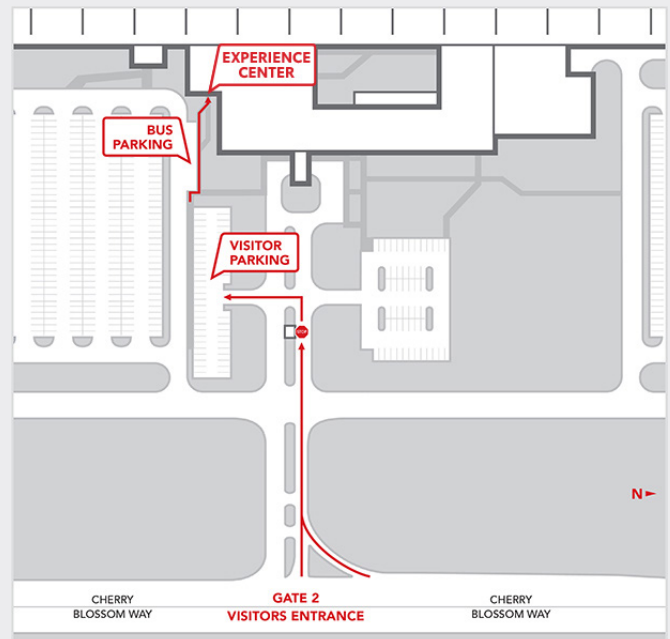 EXPERIENCE
CENTER
BUS
PARKING
VISITOR
PARKING
STOP
N
CHERRY
BLOSSOM WAY
GATE 2
VISITORS ENTRANCE
CHERRY
BLOSSOM WAY